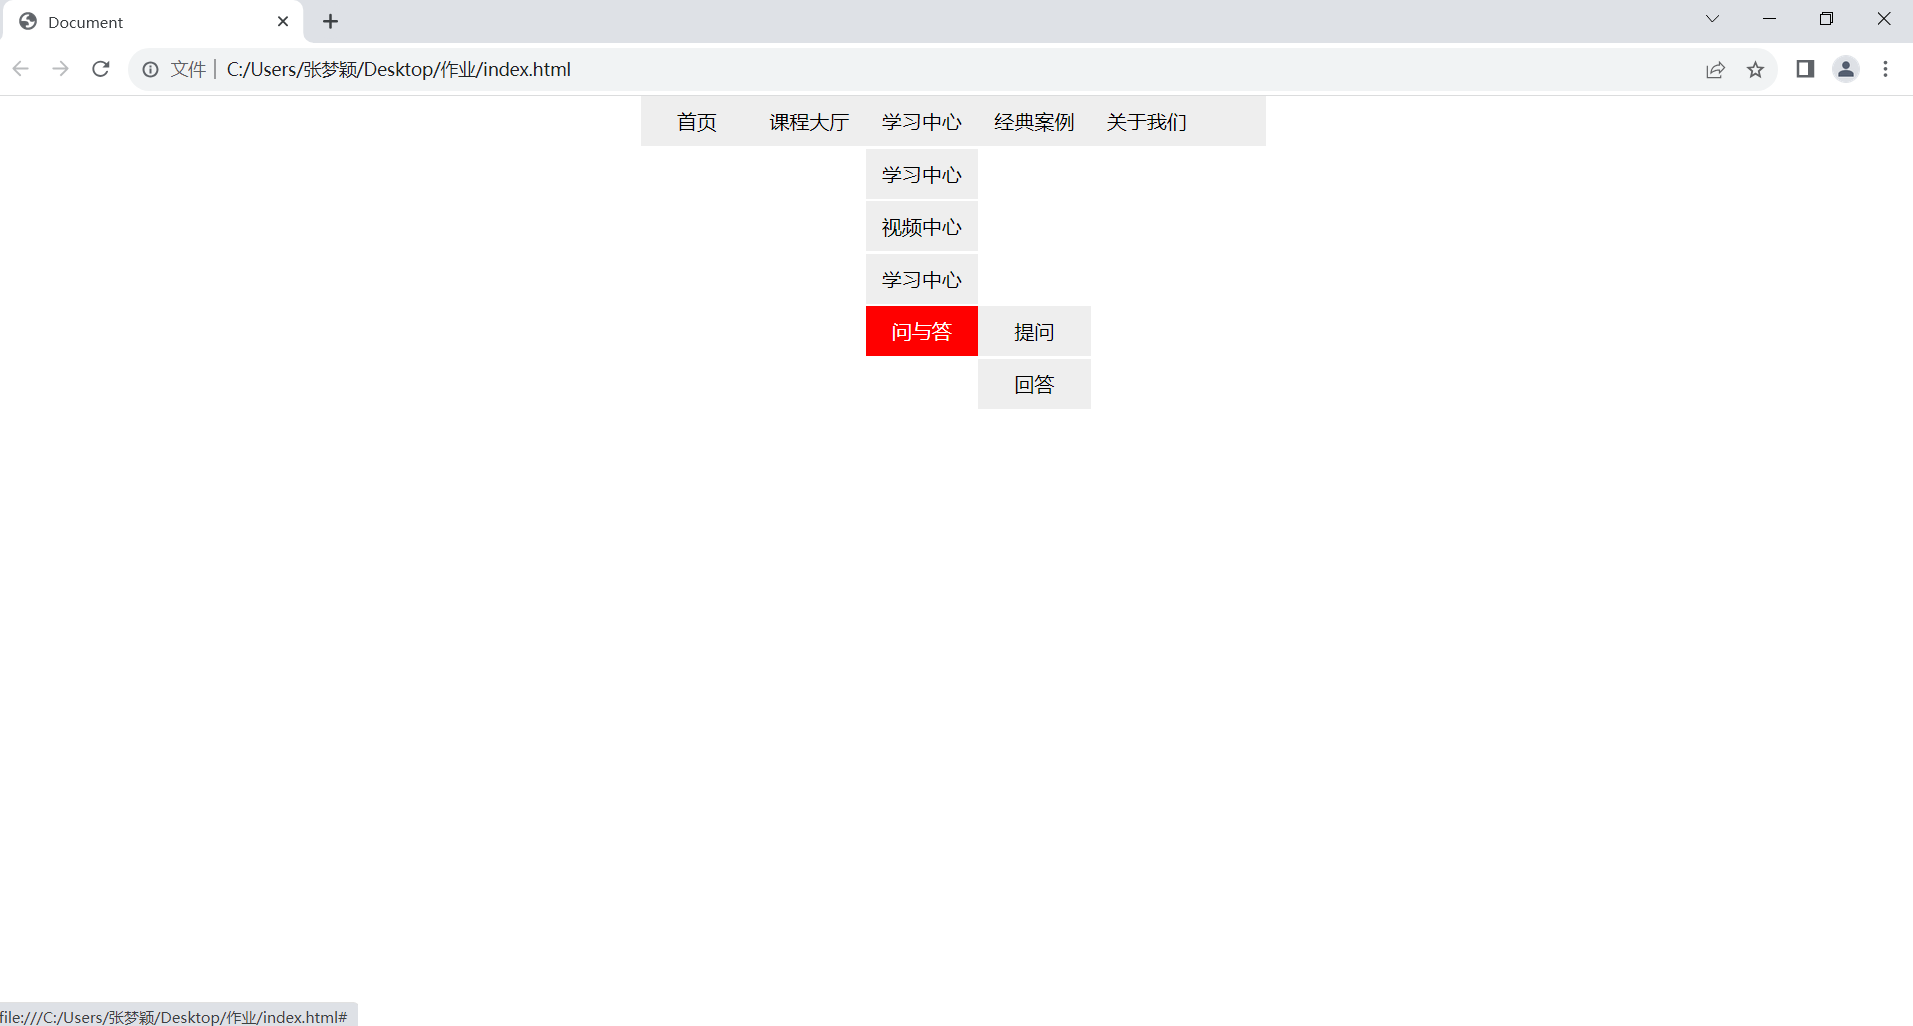 Document
文件 C:/Users/张梦颖/Desktop/作业/index.html
首页 课程大厅 学习中心 经典案例 关于我们
学习中心
视频中心
学习中心
问与答 提问
回答
file:///C:/Users/张梦颖/Desktop/作业/index.html#